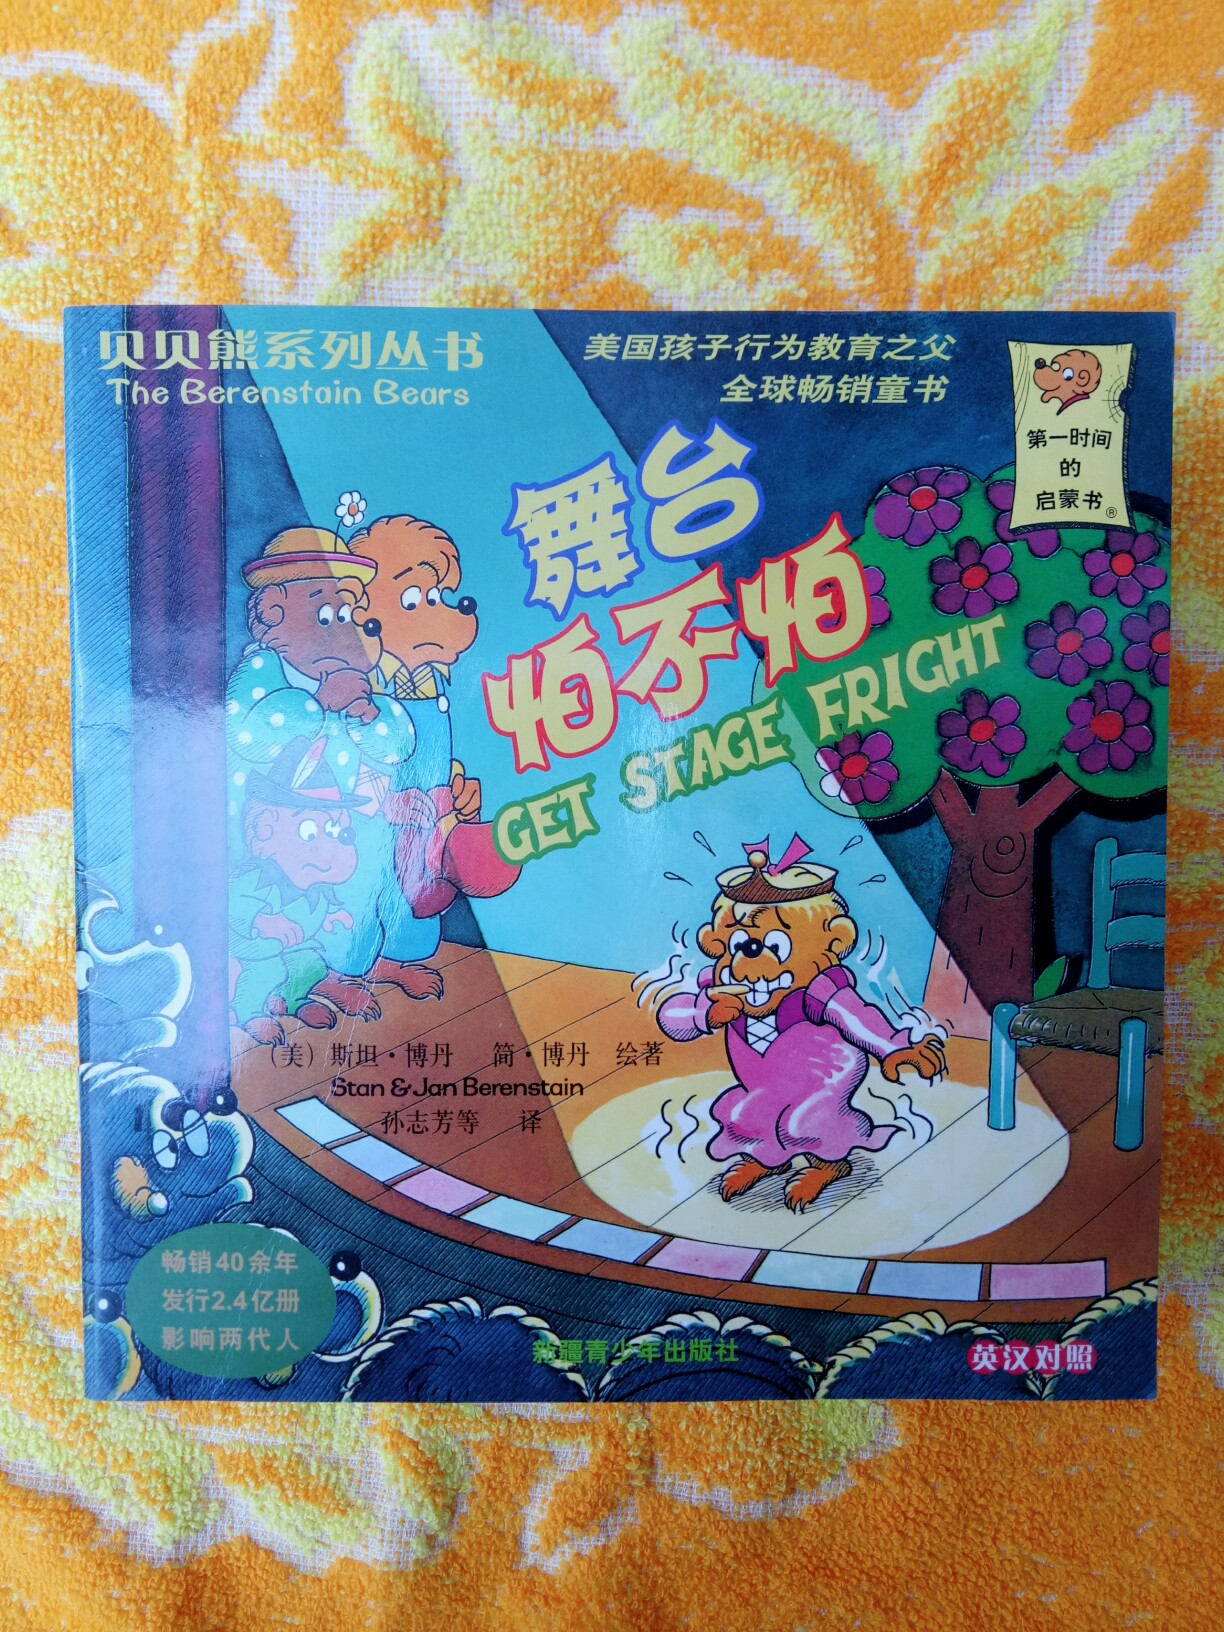 贝贝熊系列丛书
The Berenstain Bears
美国孩子行为教育之父
全球畅销童书
第一时间
的
启蒙书®
舞台
怕不怕
GET STAGE FRIGHT
（美）斯坦·博丹 简·博丹 绘著
Stan & Jan Berenstain
孙志芳等 译
畅销40余年
发行2.4亿册
影响两代人
新疆青少年出版社
英汉对照